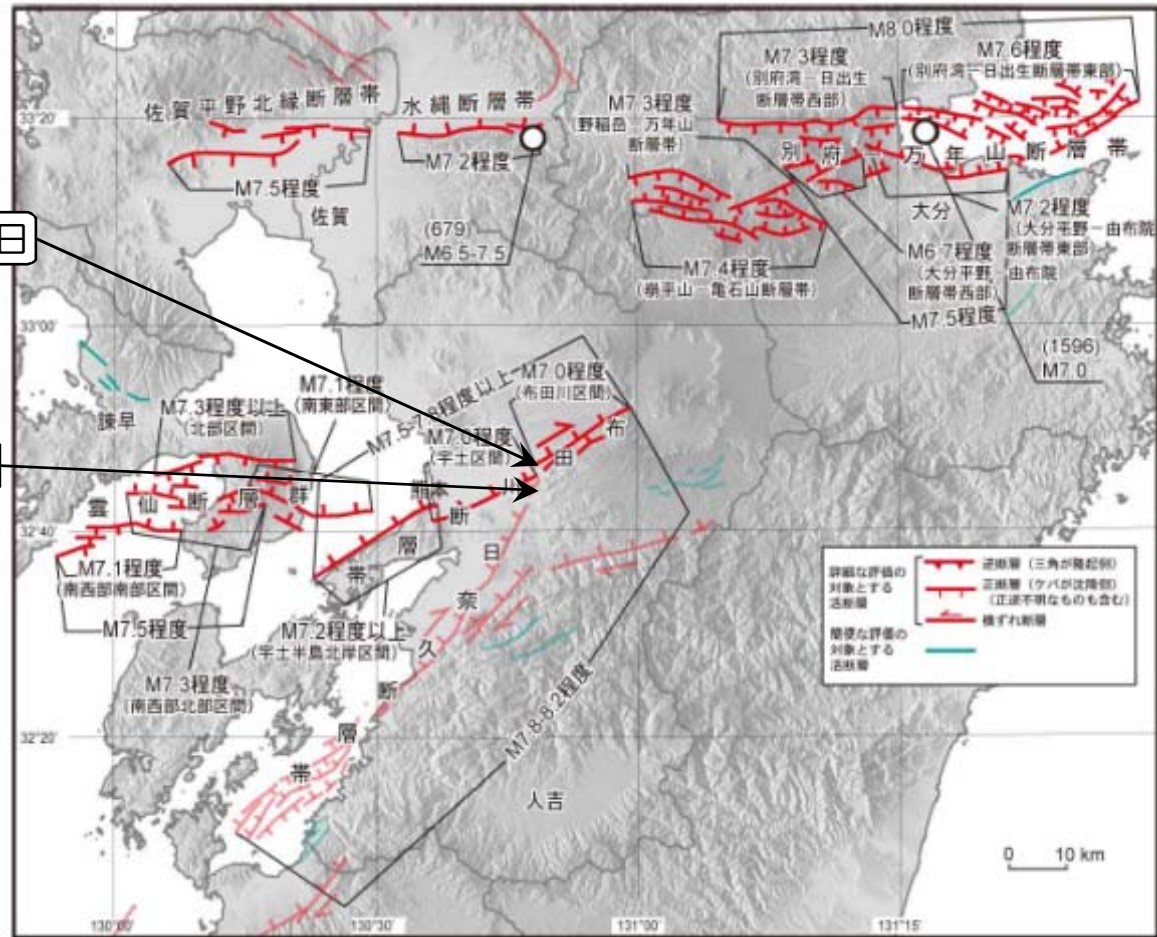 M8.0程度
M7.3程度
(別府湾－日出生
断層帯西部)
M7.6程度
(別府湾－日出生断層帯東部)
佐賀平野北縁断層帯
水縄断層帯
M7.3程度
(野稲岳－万年山
断層帯)
33°20'
M7.2程度
別府－万年山断層帯
M7.5程度
佐賀
大分
M7.2程度
(大分平野－由布院
断層帯東部)
日
(679)
M6.5-7.5
M7.4程度
(崩平山－亀石山断層帯)
M6.7程度
(大分平野－由布院
断層帯西部)
M7.5程度
33°00'
(1596)
M7.0
M7.1程度
(南東部区間)
M7.5-7.8程度以上
M7.0程度
(布田川区間)
諫早
M7.3程度以上
(北部区間)
M7.0程度
(宇土区間)
布田川断層帯
雲仙断層群
熊本
32°40'
日奈久断層帯
M7.1程度
(南西部南部区間)
M7.5程度
M7.2程度以上
(宇土半島北岸区間)
M7.3程度
(南西部北部区間)
M7.8-8.2程度
詳細な評価の
対象とする
活断層
逆断層（三角が隆起側）
正断層（ケバが沈降側）
（正逆不明なものも含む）
横ずれ断層
簡便な評価の
対象とする
活断層
32°20'
人吉
0 10 km
130°00'
130°30'
131°00'
131°15'